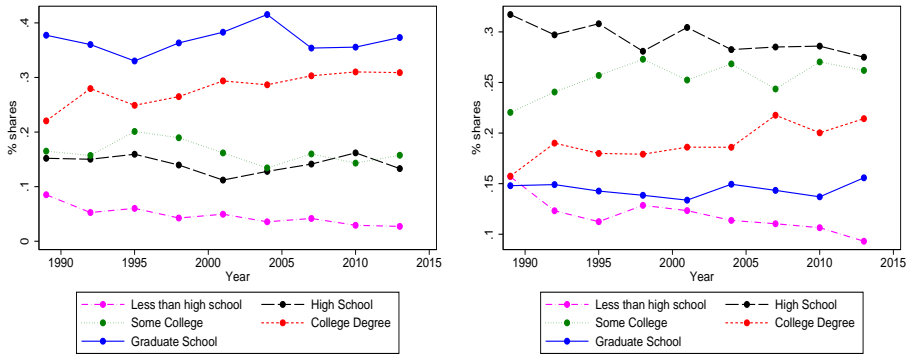 % shares
.4
.3
.2
.1
0
1990 1995 2000 2005 2010 2015
Year
Less than high school
High School
Some College
College Degree
Graduate School
% shares
.3
.25
.2
.15
.1
1990 1995 2000 2005 2010 2015
Year
Less than high school
High School
Some College
College Degree
Graduate School